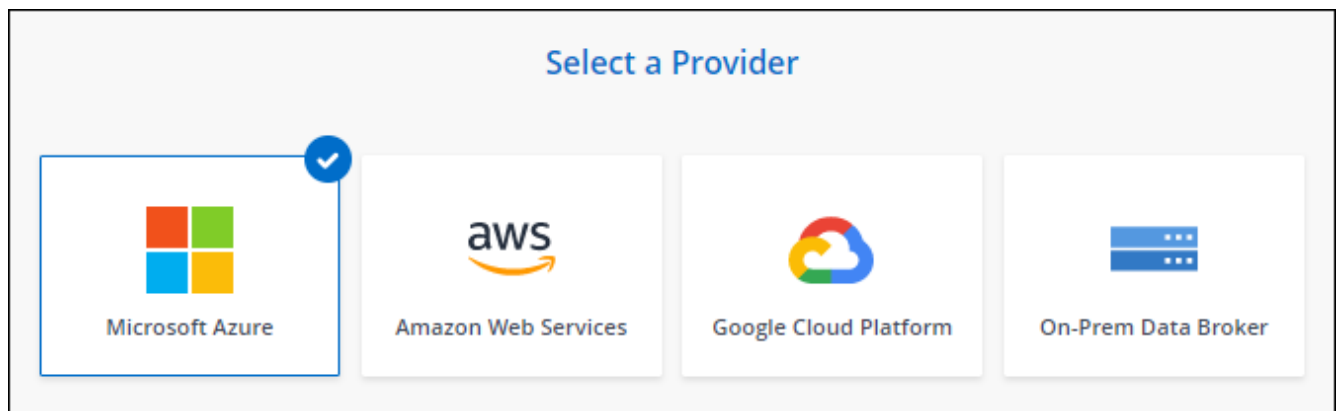 Select a Provider
aws
Microsoft Azure
Amazon Web Services
Google Cloud Platform
On-Prem Data Broker